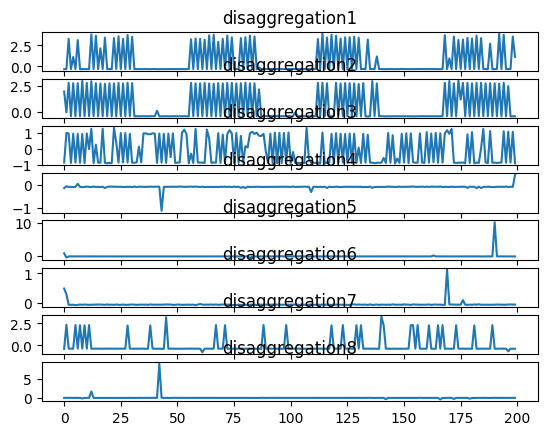 disaggregation1
2.5
0.0
disaggregation2
2.5
0.0
disaggregation3
1
0
−1
disaggregation4
0
−1
disaggregation5
10
0
disaggregation6
1
0
disaggregation7
2.5
0.0
disaggregation8
5
0
0 25 50 75 100 125 150 175 200